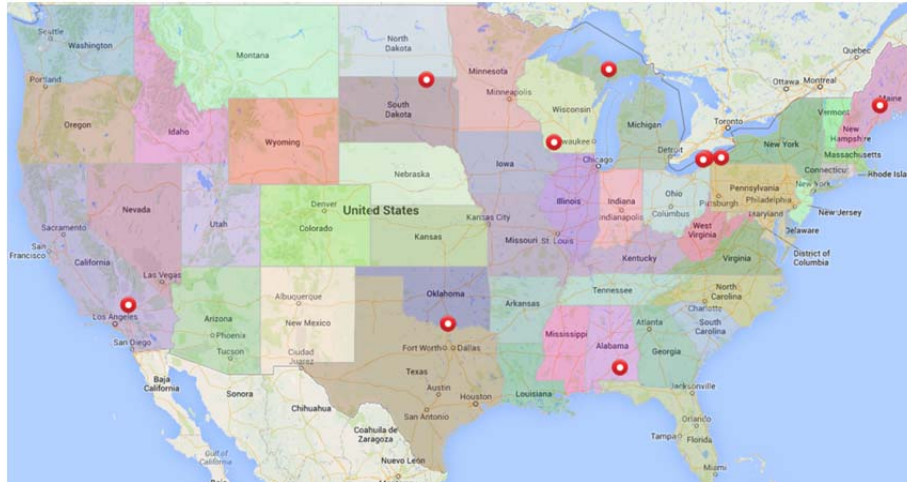 Seattle
Washington
Montana
North
Dakota
Minnesota
Quebec
Ottawa
Montreal
Maine
Portland
Minneapolis
Oregon
Idaho
South
Dakota
Wisconsin
Michigan
Toronto
Vermont
New
Hampshire
Wyoming
Iowa
Chicago
Detroit
New York
Massachusetts
Connecticut
Rhode Isla
Nebraska
Nevada
Utah
Denver
Colorado
United States
Kansas City
Illinois
Indiana
Indianapolis
Ohio
Columbus
Pennsylvania
Pittsburgh
Philadelphia
New York
New Jersey
Sacramento
San
Francisco
California
Kansas
Missouri
St. Louis
West
Virginia
Maryland
Delaware
District of
Columbia
Las Vegas
Kentucky
Virginia
Los Angeles
San Diego
Arizona
Phoenix
Tucson
Albuquerque
New Mexico
Oklahoma
Arkansas
Tennessee
North
Carolina
Charlotte
South
Carolina
Mississippi
Alabama
Atlanta
Georgia
Ciudad
Juarez
Fort Worth
Dallas
Texas
Austin
Houston
San Antonio
Louisiana
Jacksonville
Orlando
Tampa
Florida
Miami
Baja
California
Sonora
Chihuahua
Coahuila de
Zaragoza
Gulf of
California
Nuevo León